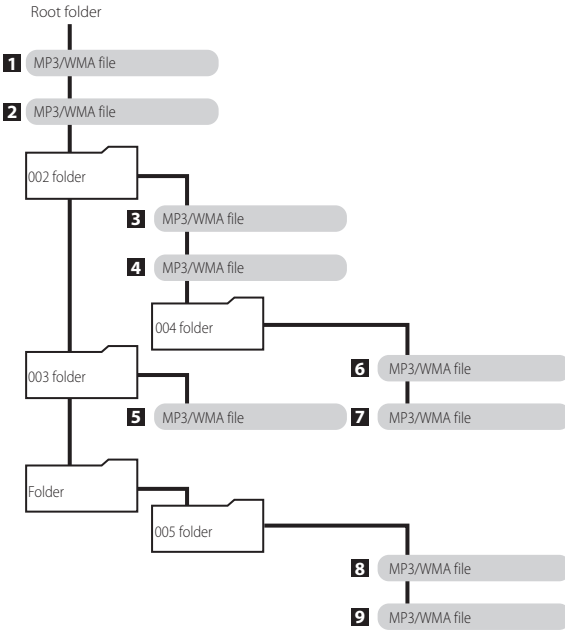 Root folder
1 MP3/WMA file
2 MP3/WMA file
002 folder
3 MP3/WMA file
4 MP3/WMA file
004 folder
6 MP3/WMA file
003 folder
5 MP3/WMA file
7 MP3/WMA file
Folder
005 folder
8 MP3/WMA file
9 MP3/WMA file